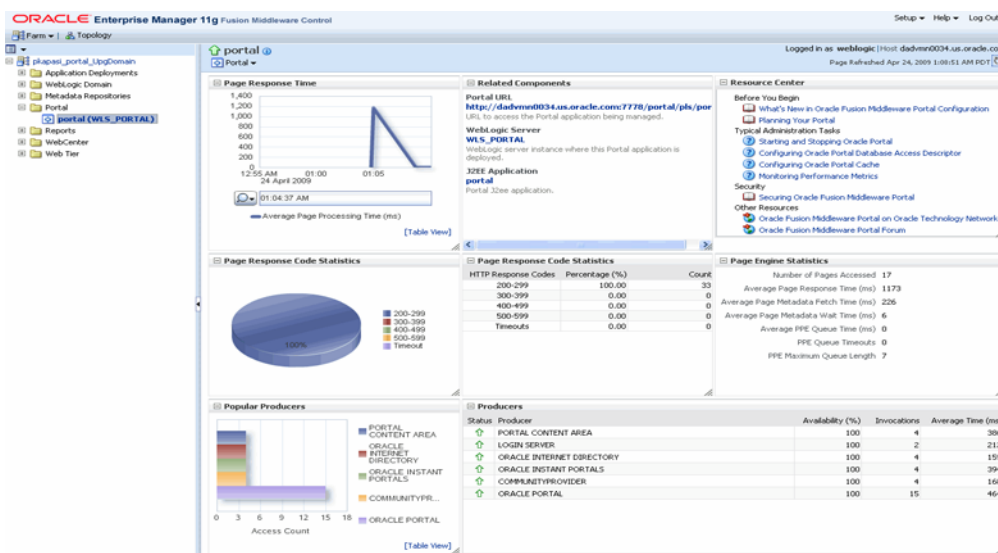 ORACLE Enterprise Manager 11g Fusion Middleware Control
Setup Help Log Out
Farm Topology
pkapasi_portal_UpgDomain
Application Deployments
WebLogic Domain
Metadata Repositories
Portal
portal (WLS_PORTAL)
Reports
WebCenter
Web Tier
portal
Portal
Logged in as weblogic|Host dadvmn0034.us.oracle.co
Page Refreshed Apr 24, 2009 1:08:51 AM PDT
Page Response Time
1,400
1,200
1,000
800
600
400
200
0
12:55 AM 01:00 01:05
24 April 2009
01:04:37 AM
Average Page Processing Time (ms)
[Table View]
Related Components
Portal URL
http://dadvmn0034.us.oracle.com:7778/portal/pls/por
URL to access the Portal application being managed.
WebLogic Server
WLS_PORTAL
WebLogic server instance where this Portal application is
deployed.
J2EE Application
portal
Portal J2ee application.
Resource Center
Before You Begin
What's New in Oracle Fusion Middleware Portal Configuration
Planning Your Portal
Typical Administration Tasks
Starting and Stopping Oracle Portal
Configuring Oracle Portal Database Access Descriptor
Configuring Oracle Portal Cache
Monitoring Performance Metrics
Security
Securing Oracle Fusion Middleware Portal
Other Resources
Oracle Fusion Middleware Portal on Oracle Technology Network
Oracle Fusion Middleware Portal Forum
Page Response Code Statistics
100%
200-299
300-399
400-499
500-599
Timeout
Page Response Code Statistics
HTTP Response Codes Percentage (%) Count
200-299 100.00 33
300-399 0.00 0
400-499 0.00 0
500-599 0.00 0
Timeouts 0.00 0
Page Engine Statistics
Number of Pages Accessed 17
Average Page Response Time (ms) 1173
Average Page Metadata Fetch Time (ms) 226
Average Page Metadata Wait Time (ms) 6
Average PPE Queue Time (ms) 0
PPE Queue Timeouts 0
PPE Maximum Queue Length 7
Popular Producers
PORTAL
CONTENT AREA
ORACLE
INTERNET
DIRECTORY
ORACLE INSTANT
PORTALS
COMMUNITYPR...
ORACLE PORTAL
0 3 6 9 12 15 18
Access Count
[Table View]
Producers
Status Producer Availability (%) Invocations Average Time (ms
PORTAL CONTENT AREA 100 4
LOGIN SERVER 100 2
ORACLE INTERNET DIRECTORY 100 4
ORACLE INSTANT PORTALS 100 4
COMMUNITYPROVIDER 100 4
ORACLE PORTAL 100 15